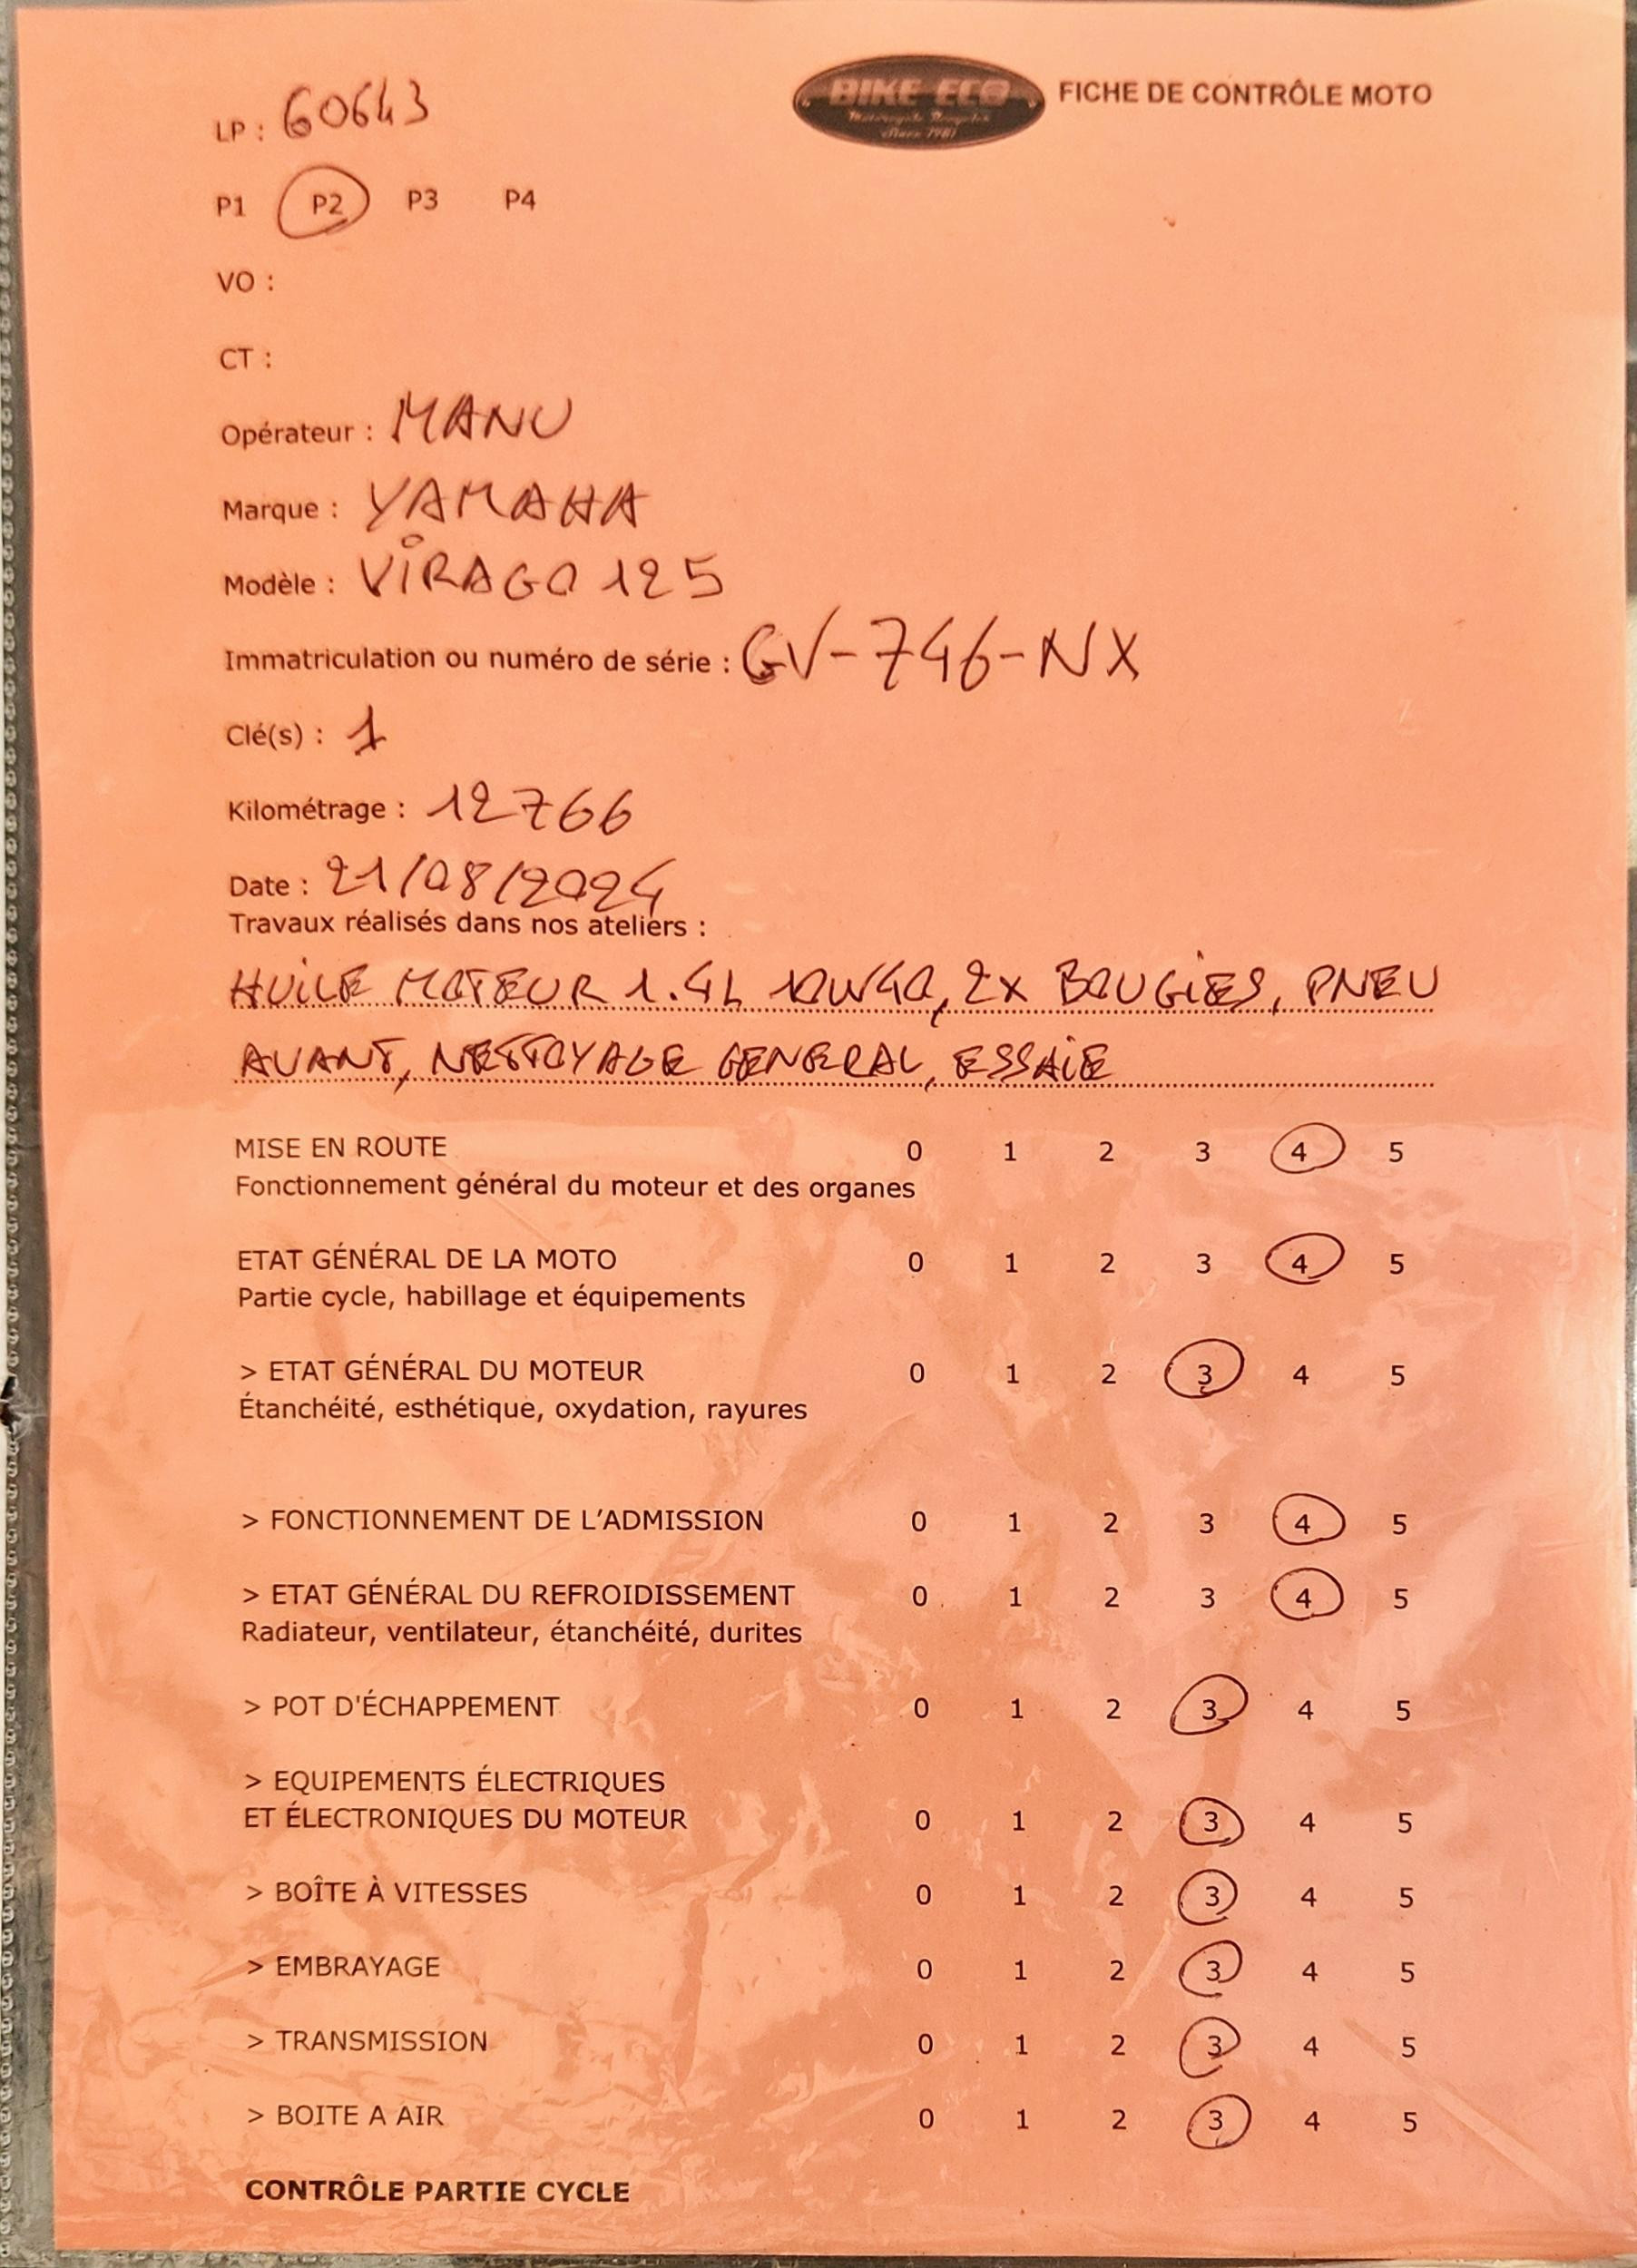 BIKE ECO FICHE DE CONTRÔLE MOTO
Motorcycle Recycler
Since 1981
LP : 60643
P1 P2 P3 P4
VO :
CT :
Opérateur : MANU
Marque : YAMAHA
Modèle : VIRAGO 125
Immatriculation ou numéro de série : GV-746-NX
Clé(s) : 1
Kilométrage : 12766
Date : 21/08/2024
Travaux réalisés dans nos ateliers :
HUILE MOTEUR 1.4L 10W40, 2x BOUGIES, PNEU
AVANT, NETTOYAGE GENERAL, ESSAIE
MISE EN ROUTE 0 1 2 3 4 5
Fonctionnement général du moteur et des organes
ETAT GÉNÉRAL DE LA MOTO 0 1 2 3 4 5
Partie cycle, habillage et équipements
> ETAT GÉNÉRAL DU MOTEUR 0 1 2 3 4 5
Étanchéité, esthétique, oxydation, rayures
> FONCTIONNEMENT DE L'ADMISSION 0 1 2 3 4 5
> ETAT GÉNÉRAL DU REFROIDISSEMENT 0 1 2 3 4 5
Radiateur, ventilateur, étanchéité, durites
> POT D'ÉCHAPPEMENT 0 1 2 3 4 5
> EQUIPEMENTS ÉLECTRIQUES
ET ÉLECTRONIQUES DU MOTEUR 0 1 2 3 4 5
> BOÎTE À VITESSES 0 1 2 3 4 5
> EMBRAYAGE 0 1 2 3 4 5
> TRANSMISSION 0 1 2 3 4 5
> BOITE A AIR 0 1 2 3 4 5
CONTRÔLE PARTIE CYCLE